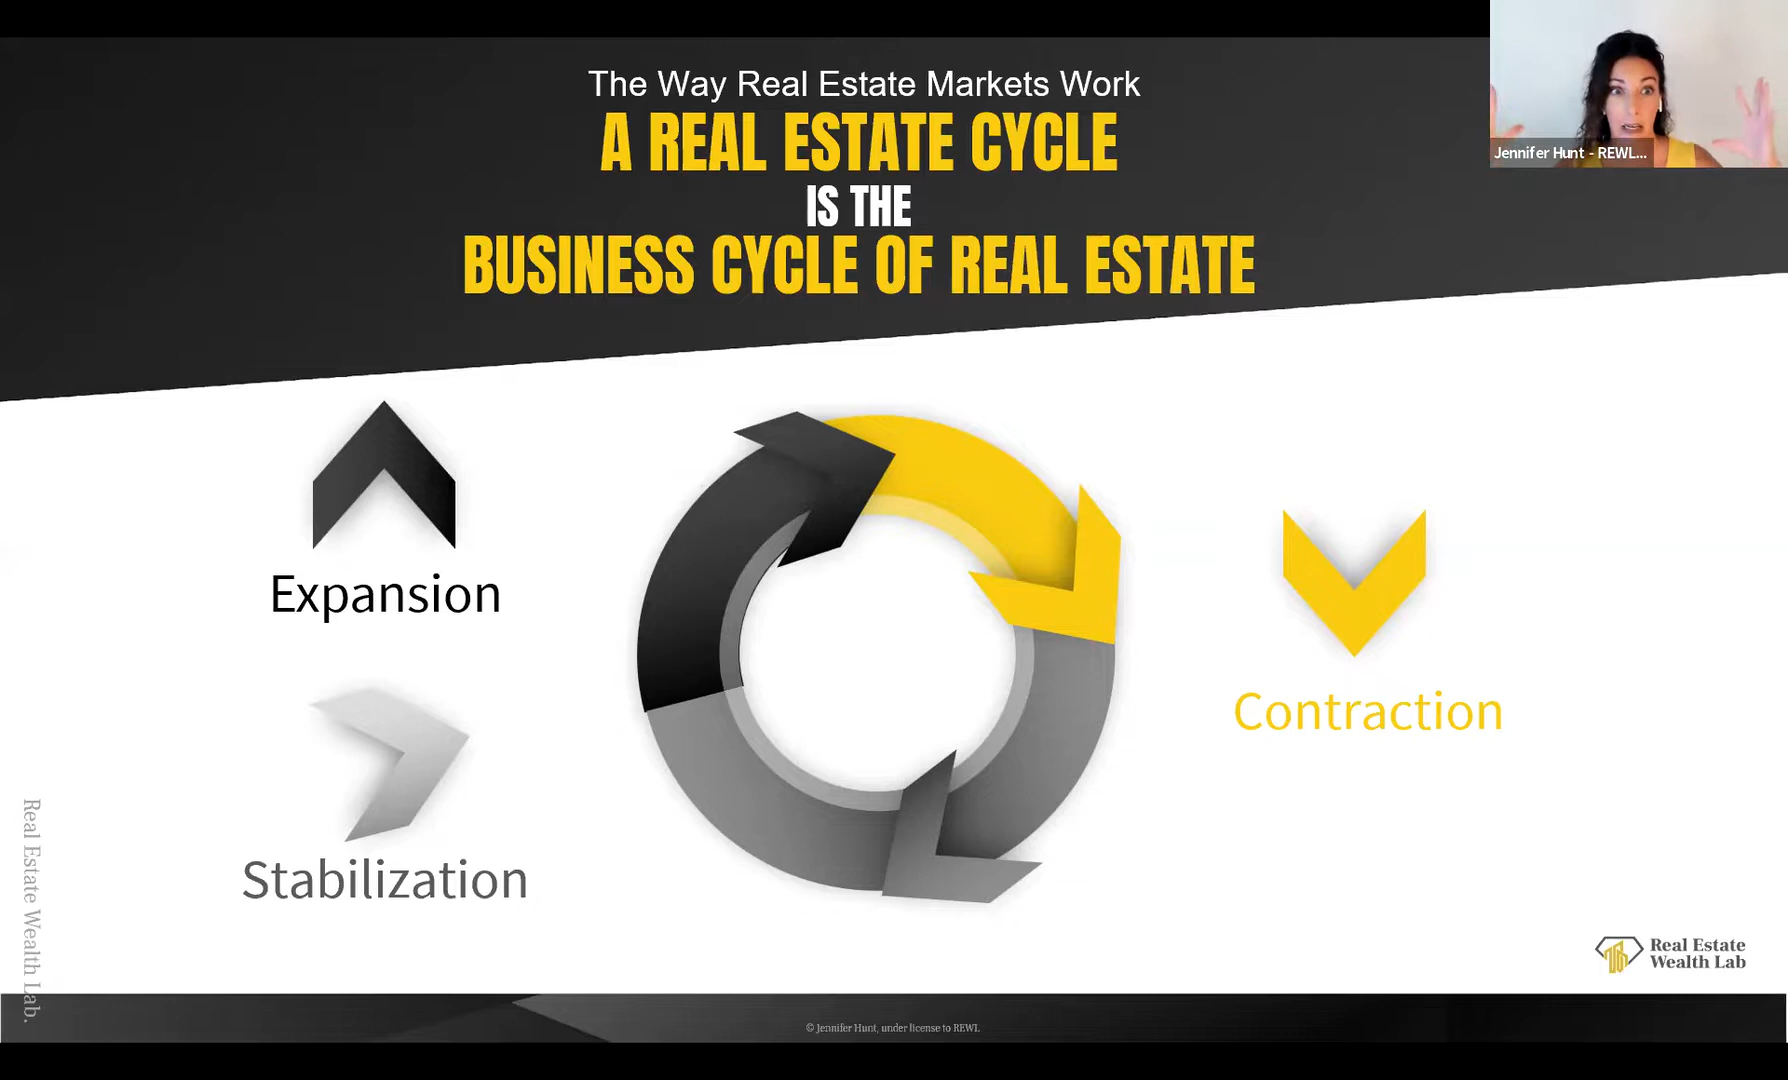 The Way Real Estate Markets Work
A REAL ESTATE CYCLE
IS THE
BUSINESS CYCLE OF REAL ESTATE
Jennifer Hunt - REWL...
Expansion
Contraction
Stabilization
Real Estate Wealth Lab.
Real Estate
Wealth Lab
© Jennifer Hunt, under license to REWL